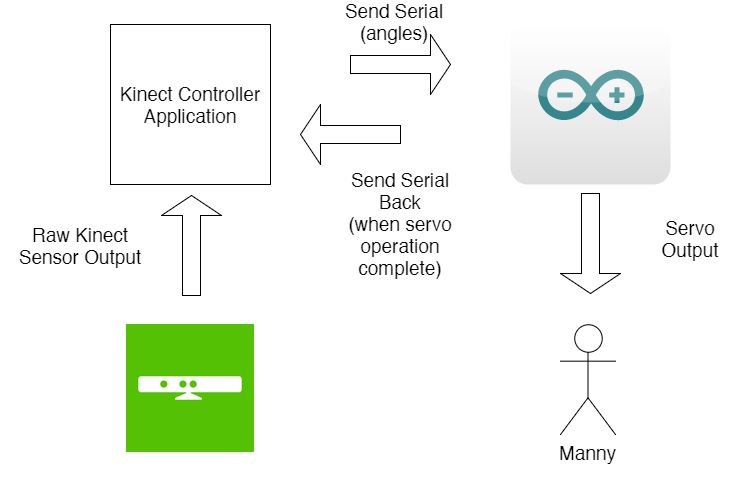 Send Serial
(angles)
Kinect Controller
Application
Send Serial
Back
(when servo
operation
complete)
Raw Kinect
Sensor Output
Servo
Output
Manny